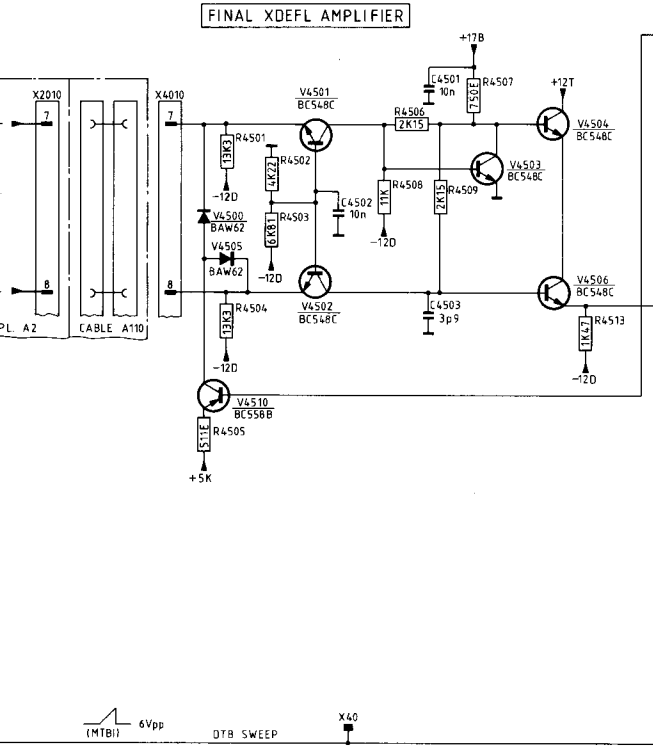 FINAL XDEFL AMPLIFIER
+17B
X2010
X4010
V4501
BC548C
C4501
10n
R4507
750E
+12T
7
7
R4506
2K15
V4504
BC548C
R4501
13K3
R4502
4K22
V4503
BC548C
R4508
11K
R4509
2K15
-12D
C4502
10n
R4503
6K81
V4500
BAW62
-12D
V4505
BAW62
-12D
8
8
V4506
BC548C
V4502
BC548C
C4503
3p9
R4504
13K3
R4513
1K47
PL. A2
CABLE A110
-12D
-12D
V4510
BC558B
R4505
511E
+5K
(MTB)
6Vpp
DTB SWEEP
X40